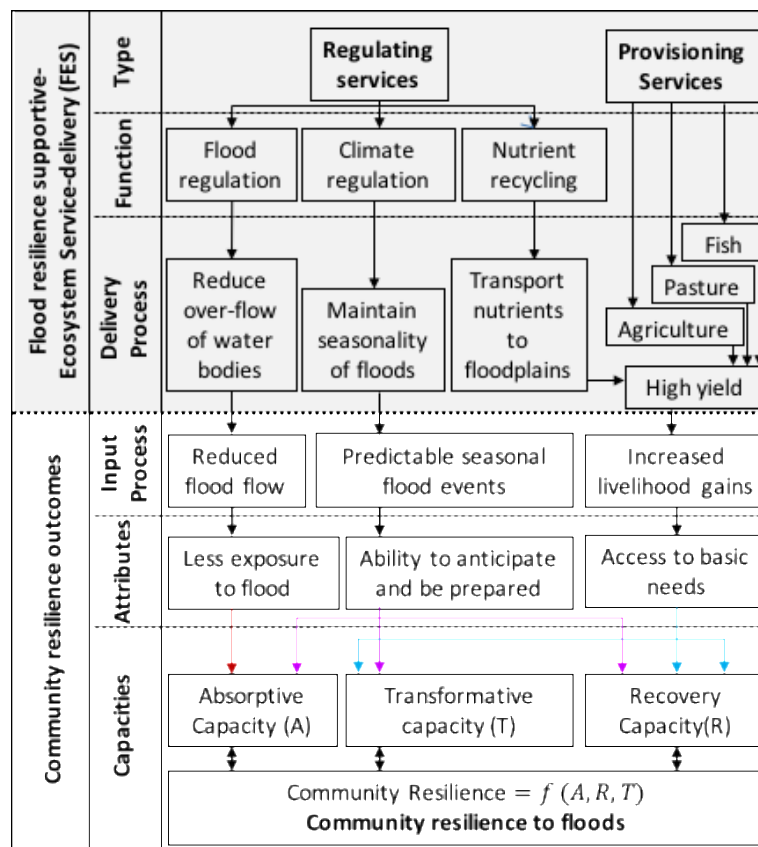 Flood resilience supportive-
Ecosystem Service-delivery (FES)
Type
Regulating
services
Provisioning
Services
Function
Flood
regulation
Climate
regulation
Nutrient
recycling
Delivery
Process
Reduce
over-flow
of water
bodies
Maintain
seasonality
of floods
Transport
nutrients
to
floodplains
Fish
Pasture
Agriculture
High yield
Community resilience outcomes
Input
Process
Reduced
flood flow
Predictable seasonal
flood events
Increased
livelihood gains
Attributes
Less exposure
to flood
Ability to anticipate
and be prepared
Access to basic
needs
Capacities
Absorptive
Capacity (A)
Transformative
capacity (T)
Recovery
Capacity(R)
Community Resilience = f (A, R, T)
Community resilience to floods